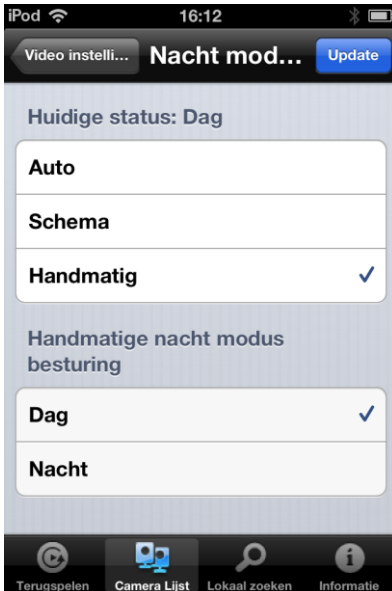 iPod 16:12
Video instelli... Nacht mod... Update
Huidige status: Dag
Auto
Schema
Handmatig
Handmatige nacht modus
besturing
Dag
Nacht
Terugspelen Camera Lijst Lokaal zoeken Informatie